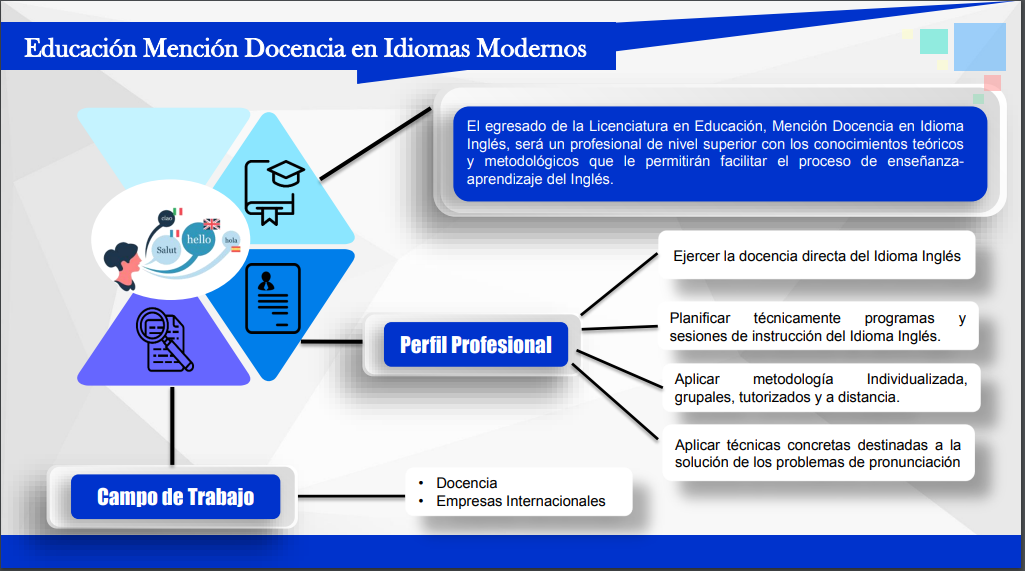 Educación Mención Docencia en Idiomas Modernos
El egresado de la Licenciatura en Educación, Mención Docencia en Idioma
Inglés, será un profesional de nivel superior con los conocimientos teóricos
y metodológicos que le permitirán facilitar el proceso de enseñanza-
aprendizaje del Inglés.
ciao
Salut
hello
hola
Perfil Profesional
Ejercer la docencia directa del Idioma Inglés
Planificar técnicamente programas y
sesiones de instrucción del Idioma Inglés.
Aplicar metodología Individualizada,
grupales, tutorizados y a distancia.
Aplicar técnicas concretas destinadas a la
solución de los problemas de pronunciación
Campo de Trabajo
• Docencia
• Empresas Internacionales